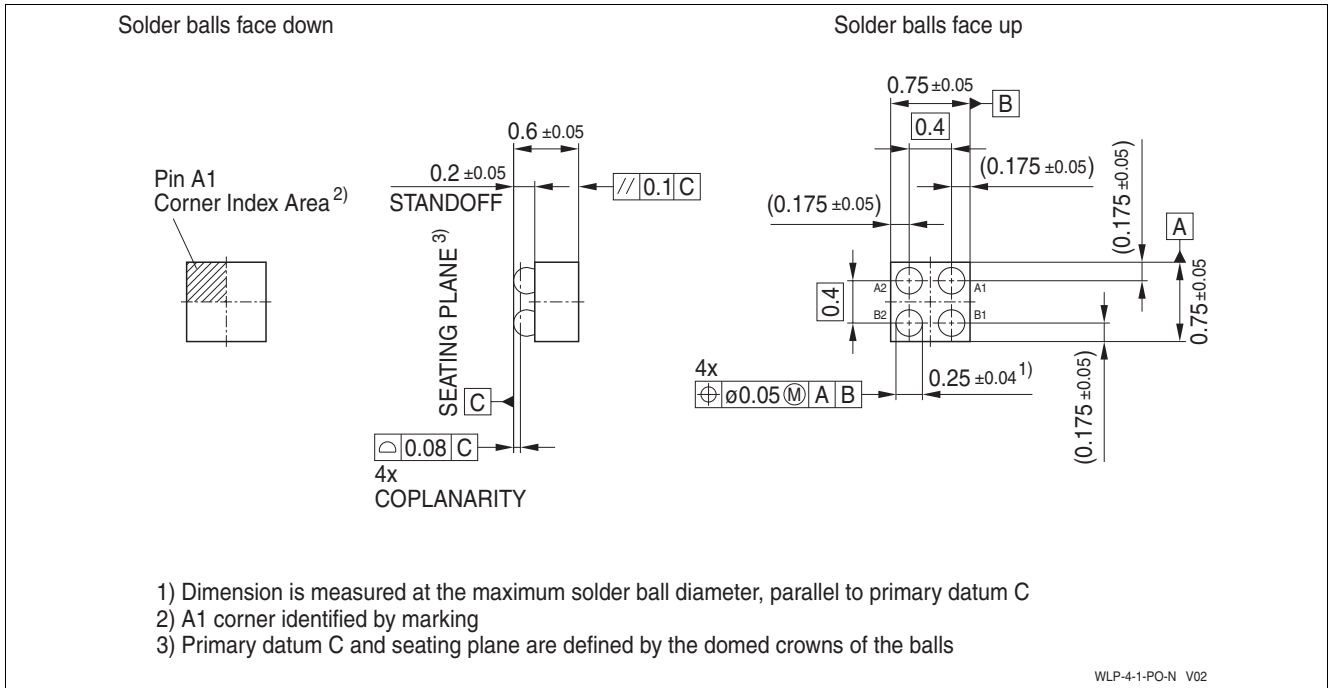 Solder balls face down
Solder balls face up
0.75 ±0.05
B
0.4
0.6 ±0.05
(0.175 ±0.05)
0.2 ±0.05
STANDOFF
// 0.1 C
(0.175 ±0.05)
(0.175 ±0.05)
A
Pin A1
Corner Index Area 2)
SEATING PLANE 3)
A2
A1
0.4
0.75 ±0.05
B2
B1
4x
⌖ ø0.05 Ⓜ A B
0.25 ±0.04 1)
(0.175 ±0.05)
C
⌓ 0.08 C
4x
COPLANARITY
1) Dimension is measured at the maximum solder ball diameter, parallel to primary datum C
2) A1 corner identified by marking
3) Primary datum C and seating plane are defined by the domed crowns of the balls
WLP-4-1-PO-N V02